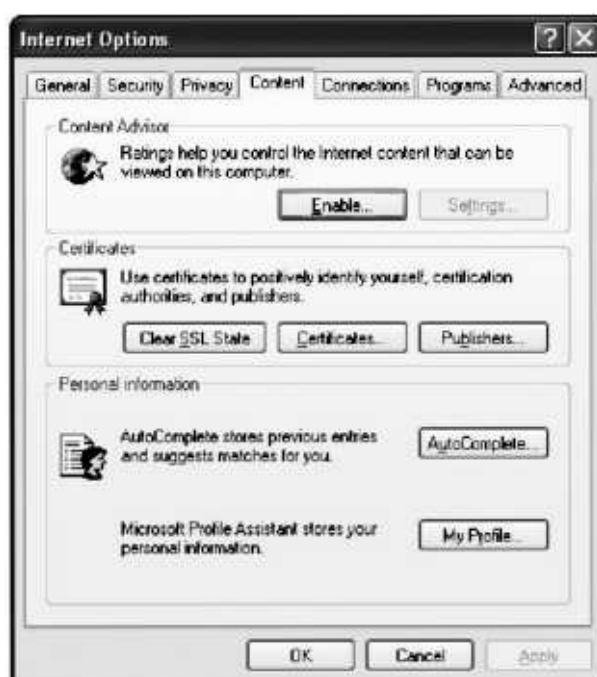 Internet Options
General Security Privacy Content Connections Programs Advanced
Content Advisor
Ratings help you control the Internet content that can be
viewed on this computer.
Enable... Settings...
Certificates
Use certificates to positively identify yourself, certification
authorities, and publishers.
Clear SSL State Certificates... Publishers...
Personal information
AutoComplete stores previous entries
and suggests matches for you.
AutoComplete...
Microsoft Profile Assistant stores your
personal information.
My Profile...
OK Cancel Apply